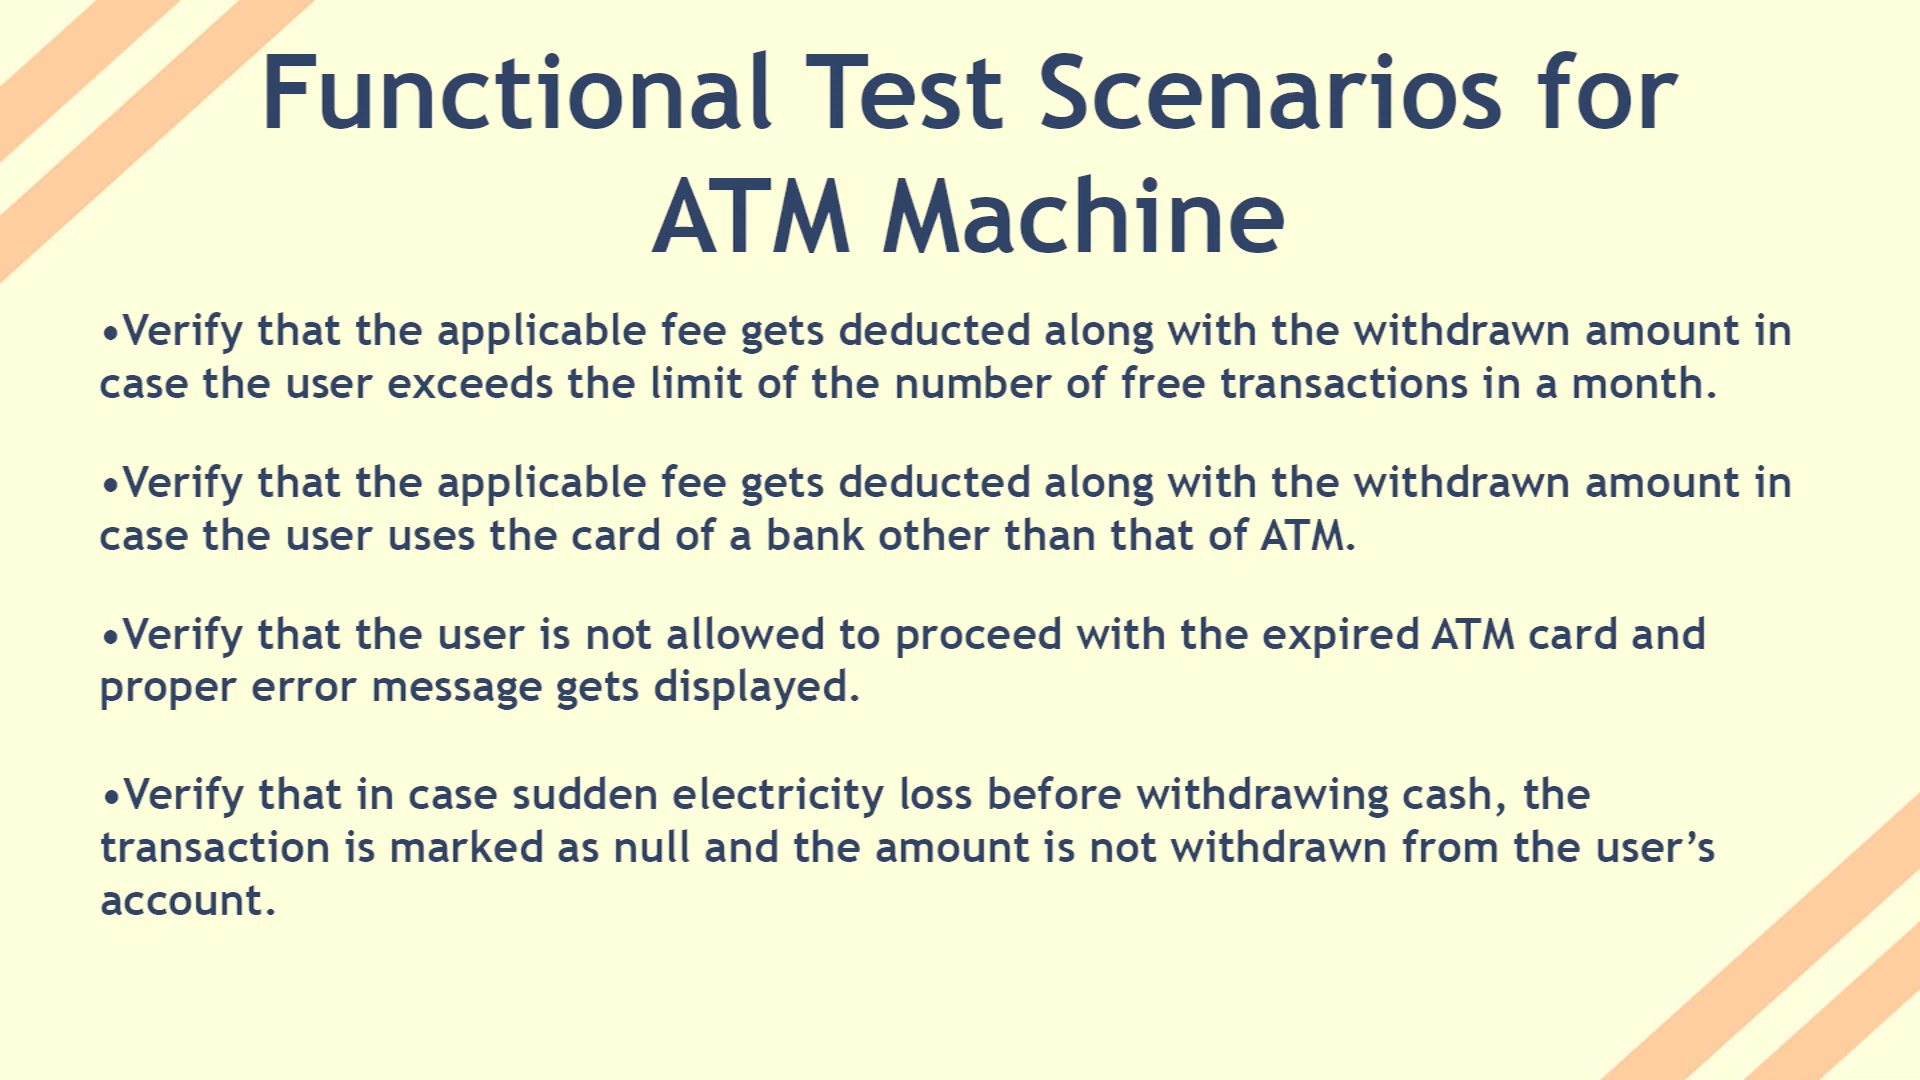 Functional Test Scenarios for
ATM Machine
•Verify that the applicable fee gets deducted along with the withdrawn amount in
case the user exceeds the limit of the number of free transactions in a month.
•Verify that the applicable fee gets deducted along with the withdrawn amount in
case the user uses the card of a bank other than that of ATM.
•Verify that the user is not allowed to proceed with the expired ATM card and
proper error message gets displayed.
•Verify that in case sudden electricity loss before withdrawing cash, the
transaction is marked as null and the amount is not withdrawn from the user’s
account.